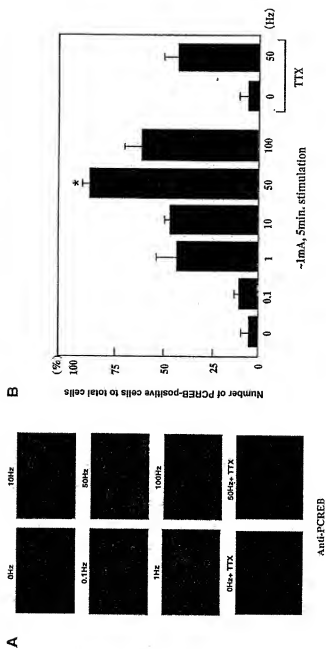 A
0Hz
10Hz
0.1Hz
50Hz
1Hz
100Hz
0Hz+ TTX
50Hz+ TTX
Anti-PCREB
B
Number of PCREB-positive cells to total cells
(%)
100
75
50
25
0
*
0
0.1
1
10
50
100
0
50
(Hz)
~1mA, 5min. stimulation
TTX